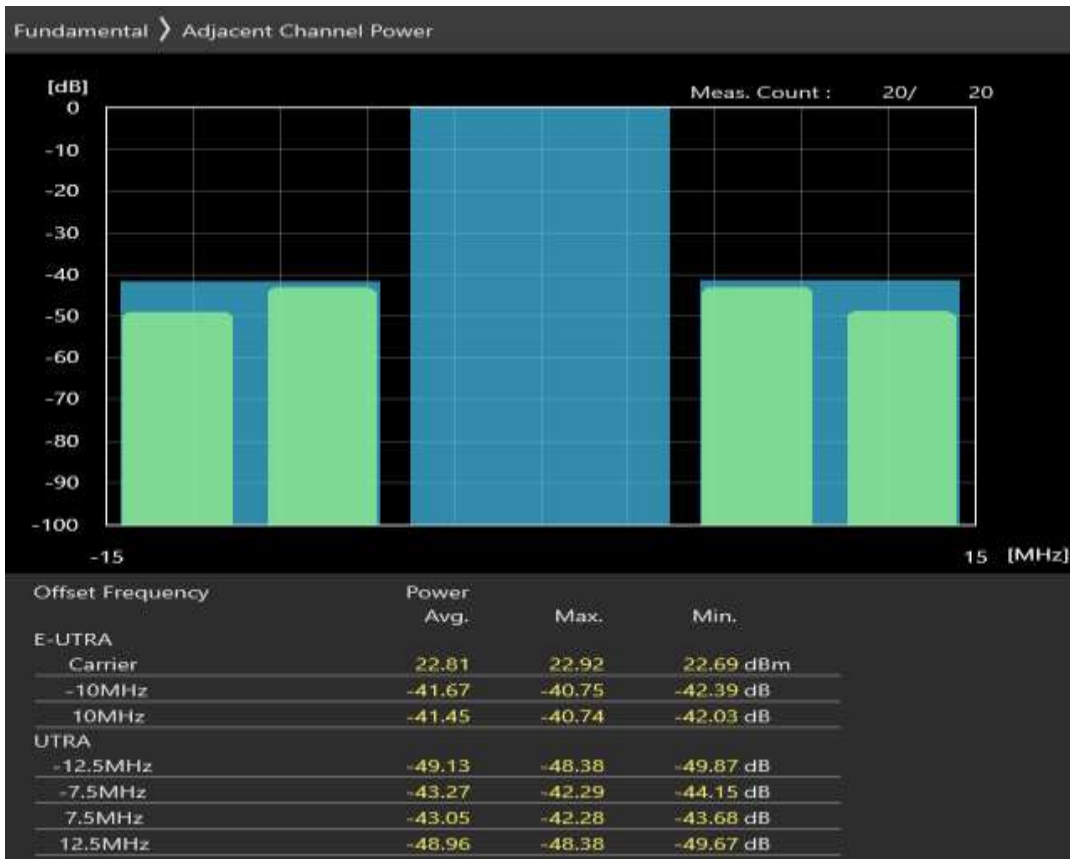 Fundamental 〉 Adjacent Channel Power
[dB]
Meas. Count : 20/ 20
0
-10
-20
-30
-40
-50
-60
-70
-80
-90
-100
-15 15 [MHz]
Offset Frequency Power
Avg. Max. Min.
E-UTRA
Carrier 22.81 22.92 22.69 dBm
-10MHz -41.67 -40.75 -42.39 dB
10MHz -41.45 -40.74 -42.03 dB
UTRA
-12.5MHz -49.13 -48.38 -49.87 dB
-7.5MHz -43.27 -42.29 -44.15 dB
7.5MHz -43.05 -42.28 -43.68 dB
12.5MHz -48.96 -48.38 -49.67 dB